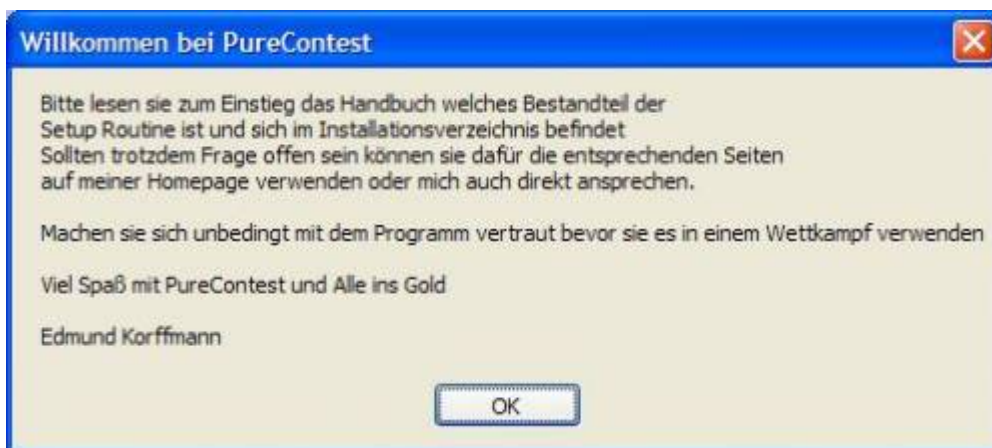 Willkommen bei PureContest
Bitte lesen sie zum Einstieg das Handbuch welches Bestandteil der
Setup Routine ist und sich im Installationsverzeichnis befindet
Sollten trotzdem Frage offen sein können sie dafür die entsprechenden Seiten
auf meiner Homepage verwenden oder mich auch direkt ansprechen.
Machen sie sich unbedingt mit dem Programm vertraut bevor sie es in einem Wettkampf verwenden
Viel Spaß mit PureContest und Alle ins Gold
Edmund Korffmann
OK